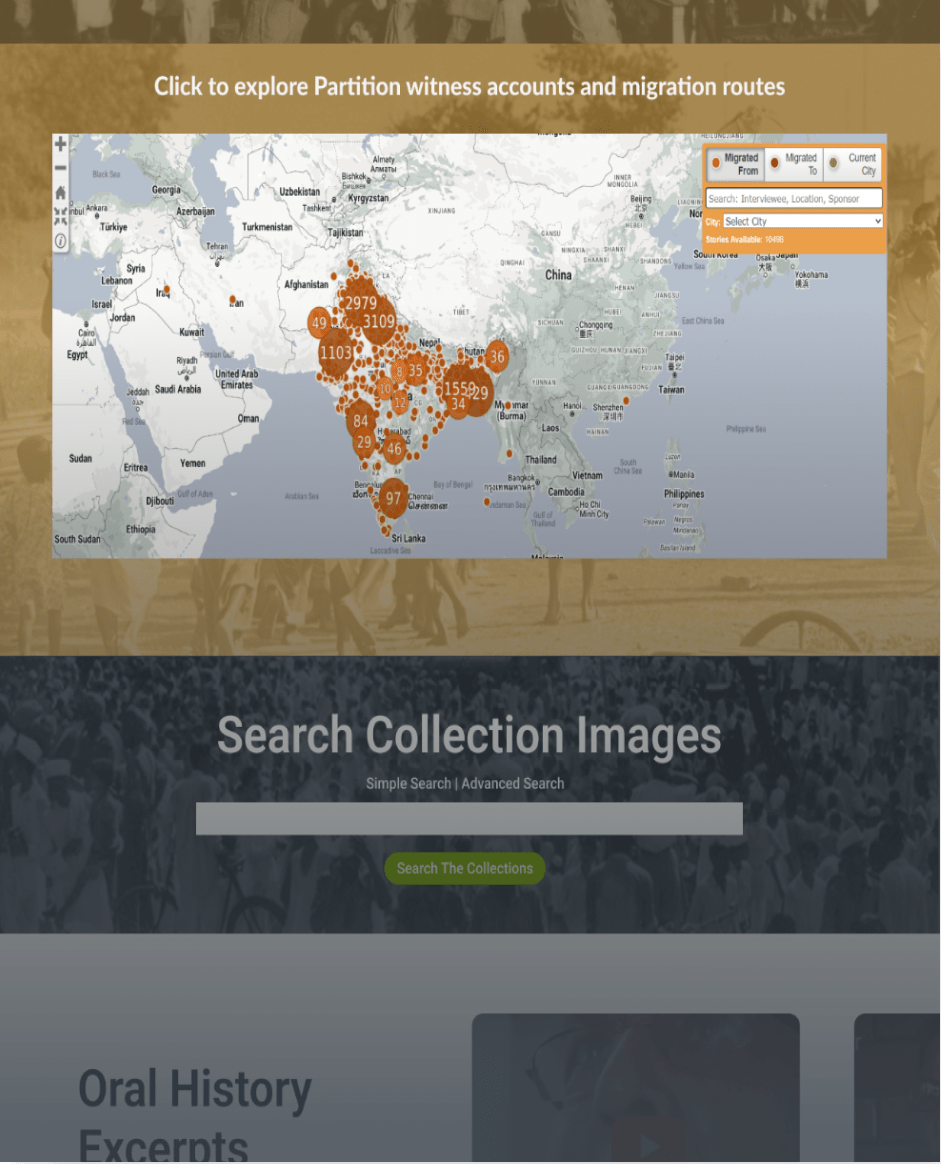 Click to explore Partition witness accounts and migration routes
Migrated From
Migrated To
Current City
Search: Interviewee, Location, Sponsor
City: Select City
Stories Available: 10498
HEILONGJIANG
Black Sea
Georgia
Almaty
Алматы
Bishkek
Бишкек
Uzbekistan
Kyrgyzstan
Tashkent
INNER
MONGOLIA
Beijing
北京
HEBEI
Ankara
Türkiye
Azerbaijan
Turkmenistan
Tajikistan
XINJIANG
GANSU
NINGXIA
SHANXI
SHAANXI
SHANDONG
South Korea
Yellow Sea
Osaka
大阪
Japan
Yokohama
横浜
Tehran
تهران
Syria
Lebanon
Afghanistan
LA
QINGHAI
China
HENAN
JIANGSU
Israel
Jordan
2979
3109
49
TIBET
HUBEI
ANHUI
SICHUAN
Chongqing
重庆
ZHEJIANG
East China Sea
Cairo
القاهرة
Egypt
Kuwait
Nepal
1103
36
GUIZHOU
HUNAN
JIANGXI
FUJIAN
Taipei
臺北
Riyadh
الرياض
Persian Gulf
United Arab
Emirates
8
35
10
12
1559
29
34
YUNNAN
GUANGXI
GUANGDONG
Taiwan
Jeddah
جدة
Saudi Arabia
Red Sea
Oman
84
29
46
(Burma)
Hanoi
Shenzhen
深圳市
Laos
HAINAN
Philippine Sea
Sudan
Eritrea
Yemen
KA
AP
Thailand
South
China Sea
Luzon
Vietnam
Manila
Djibouti
Gulf of Aden
Arabian Sea
97
Chennai
சென்னை
Bay of Bengal
Bangkok
กรุงเทพมหานคร
Cambodia
Philippines
Panay
Ho Chi
Minh City
Gulf of
Thailand
Palawan
Negros
Mindanao
Ethiopia
South Sudan
Sri Lanka
Laccadive Sea
Basilan Island
Search Collection Images
Simple Search | Advanced Search
Search The Collections
Oral History
Excerpts